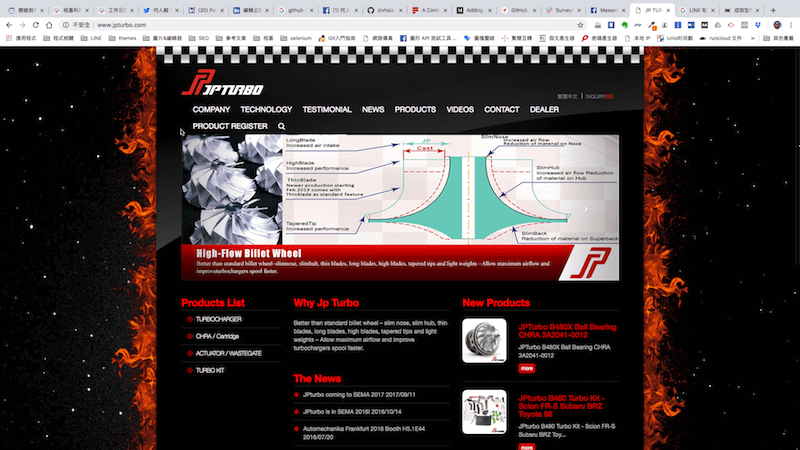 不安全 www.jpturbo.com
應用程式 程式相關 LINE themes 圖片&編輯器 SEO 參考文章 相簿 selenium Git入門指南 網路傳真 圖形 API 測試工具 ... 圖檔壓縮 繁簡互轉 假文產生器 密碼產生器 本地 IP Unix時間戳 runcloud 文件 » 其他書籤
JP JPTURBO
繁體中文 INQUIRY(0)
COMPANY TECHNOLOGY TESTIMONIAL NEWS PRODUCTS VIDEOS CONTACT DEALER
PRODUCT REGISTER
LongBlade
Increased air intake
HighBlade
Increased performance
ThinBlade
Newer production starting
Feb 2013 comes with
ThinBlade as standard feature
TaperedTip
Increased performance
JP
Cast
SlimNose
Increased air flow
Reduction of material on Nose
SlimHub
Increased air flow Reduction
of material on Hub
SlimBack
Reduction of material on Superback
High-Flow Billet Wheel
Better than standard billet wheel–slimnose, slimhub, thin blades, long blades, high blades, tapered tips and light weights –Allow maximum airflow and
improveturbochargers spool faster.
JP
Products List
TURBOCHARGER
CHRA / Cartridge
ACTUATOR / WASTEGATE
TURBO KIT
Why Jp Turbo
Better than standard billet wheel – slim nose, slim hub, thin
blades, long blades, high blades, tapered tips and light
weights – Allow maximum airflow and improve
turbochargers spool faster.
The News
JPTurbo coming to SEMA 2017 2017/09/11
JPTurbo is in SEMA 2016! 2016/10/14
Automechanika Frankfurt 2016 Booth H5.1E44
2016/07/20
New Products
JPTurbo B480X Ball Bearing
CHRA 3A2041-0012
JPTurbo B480X Ball Bearing CHRA
3A2041-0012
more
JPTurbo B460 Turbo Kit -
Scion FR-S Subaru BRZ
Toyota 86
JPTurbo B460 Turbo Kit - Scion FR-S
Subaru BRZ Toy...
more